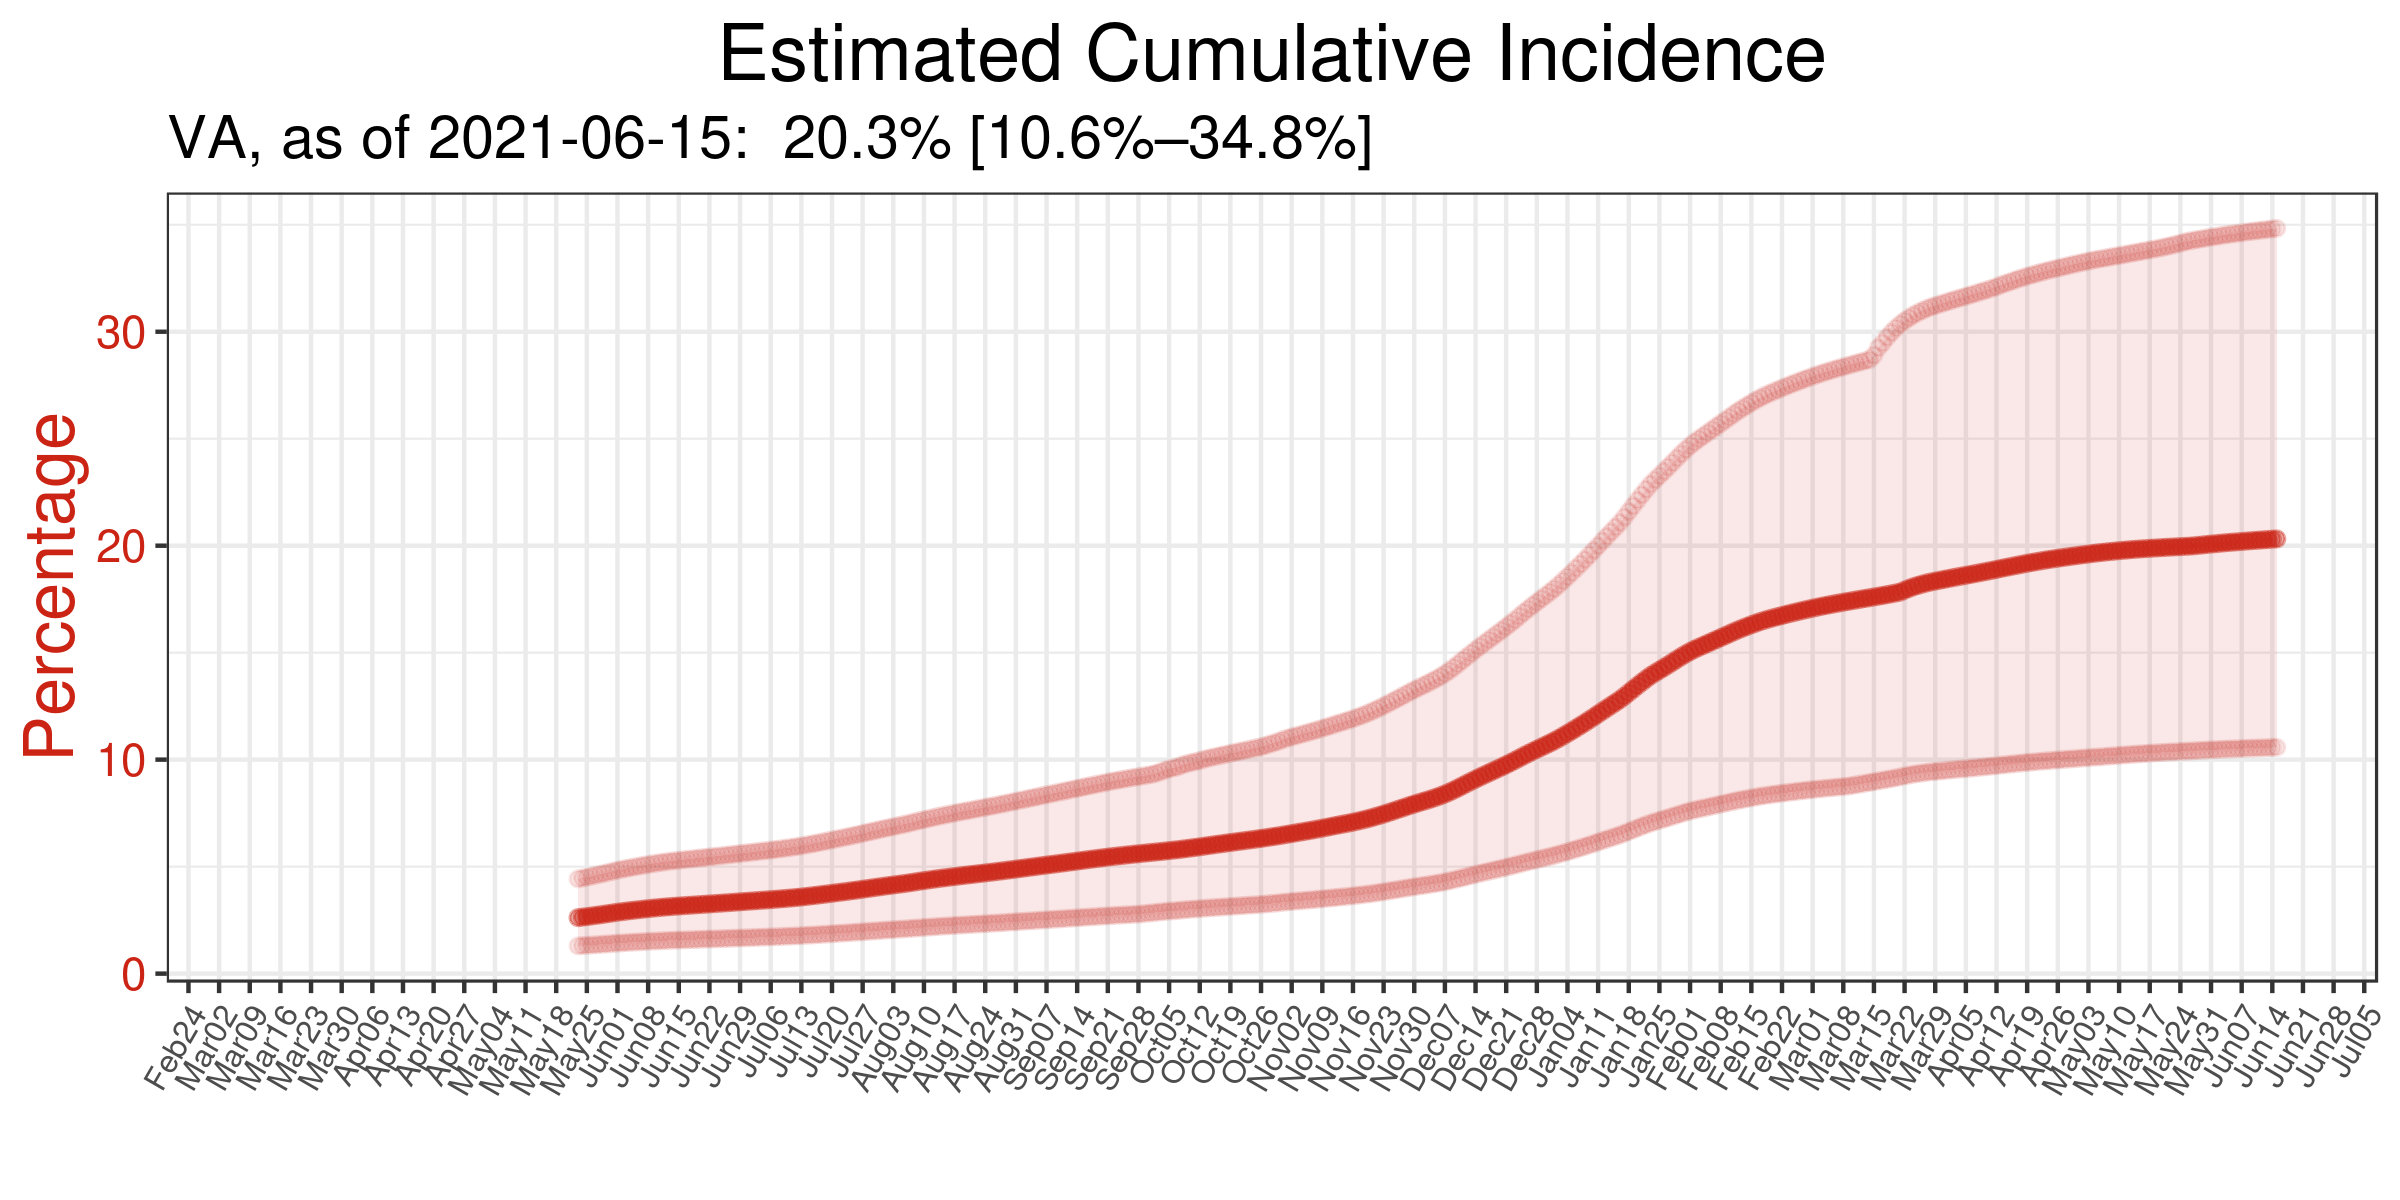 Estimated Cumulative Incidence
VA, as of 2021-06-15:  20.3% [10.6%–34.8%]
Percentage
30
20
10
0
Feb24 Mar02 Mar09 Mar16 Mar23 Mar30 Apr06 Apr13 Apr20 Apr27 May04 May11 May18 May25 Jun01 Jun08 Jun15 Jun22 Jun29 Jul06 Jul13 Jul20 Jul27 Aug03 Aug10 Aug17 Aug24 Aug31 Sep07 Sep14 Sep21 Sep28 Oct05 Oct12 Oct19 Oct26 Nov02 Nov09 Nov16 Nov23 Nov30 Dec07 Dec14 Dec21 Dec28 Jan04 Jan11 Jan18 Jan25 Feb01 Feb08 Feb15 Feb22 Mar01 Mar08 Mar15 Mar22 Mar29 Apr05 Apr12 Apr19 Apr26 May03 May10 May17 May24 May31 Jun07 Jun14 Jun21 Jun28 Jul05